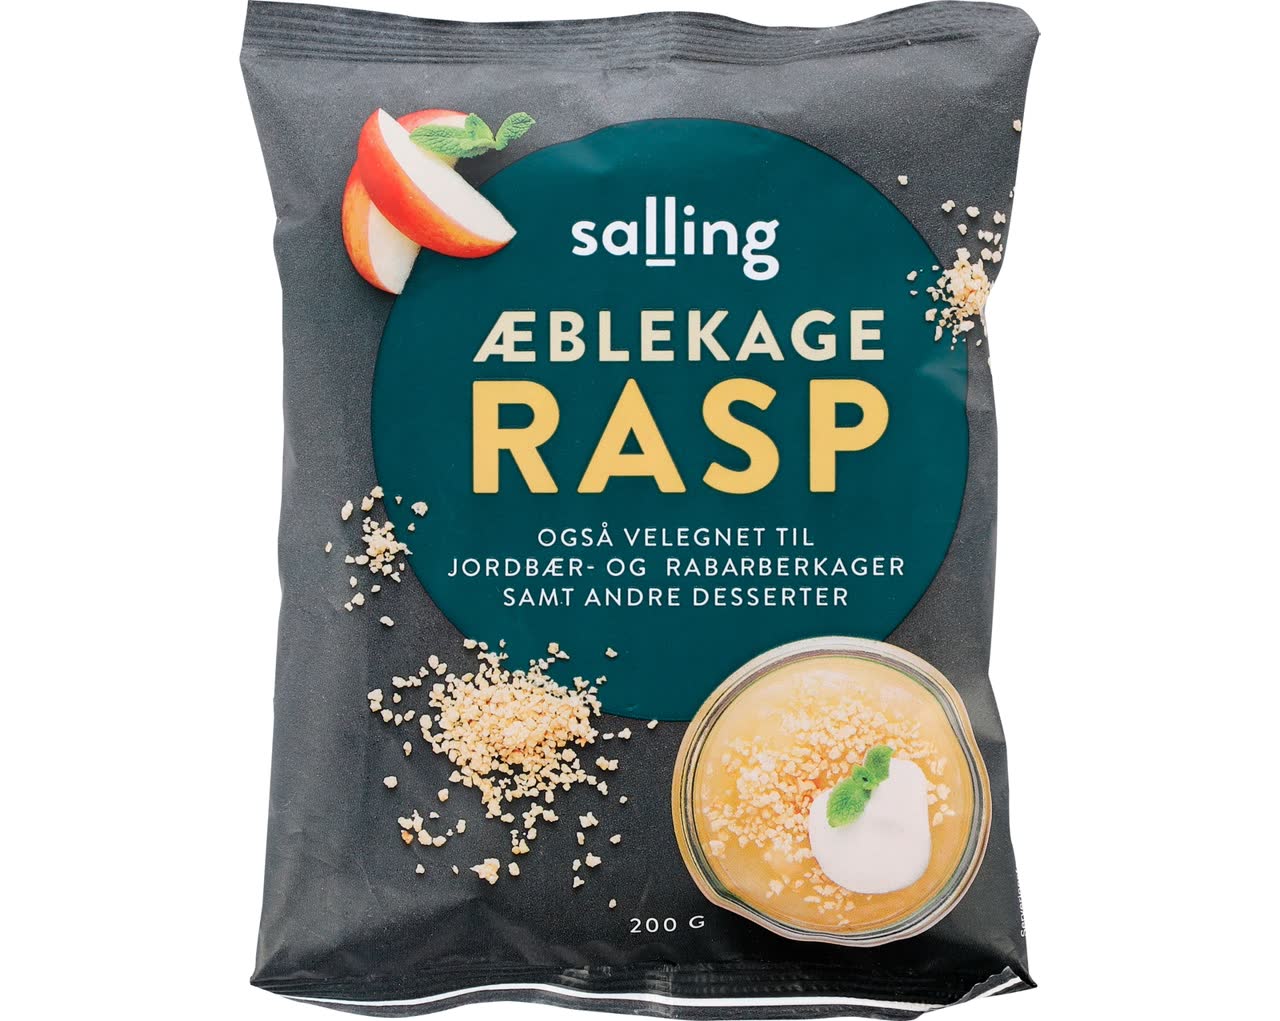 salling
ÆBLEKAGE
RASP
OGSÅ VELEGNET TIL
JORDBÆR- OG RABARBERKAGER
SAMT ANDRE DESSERTER
200 G